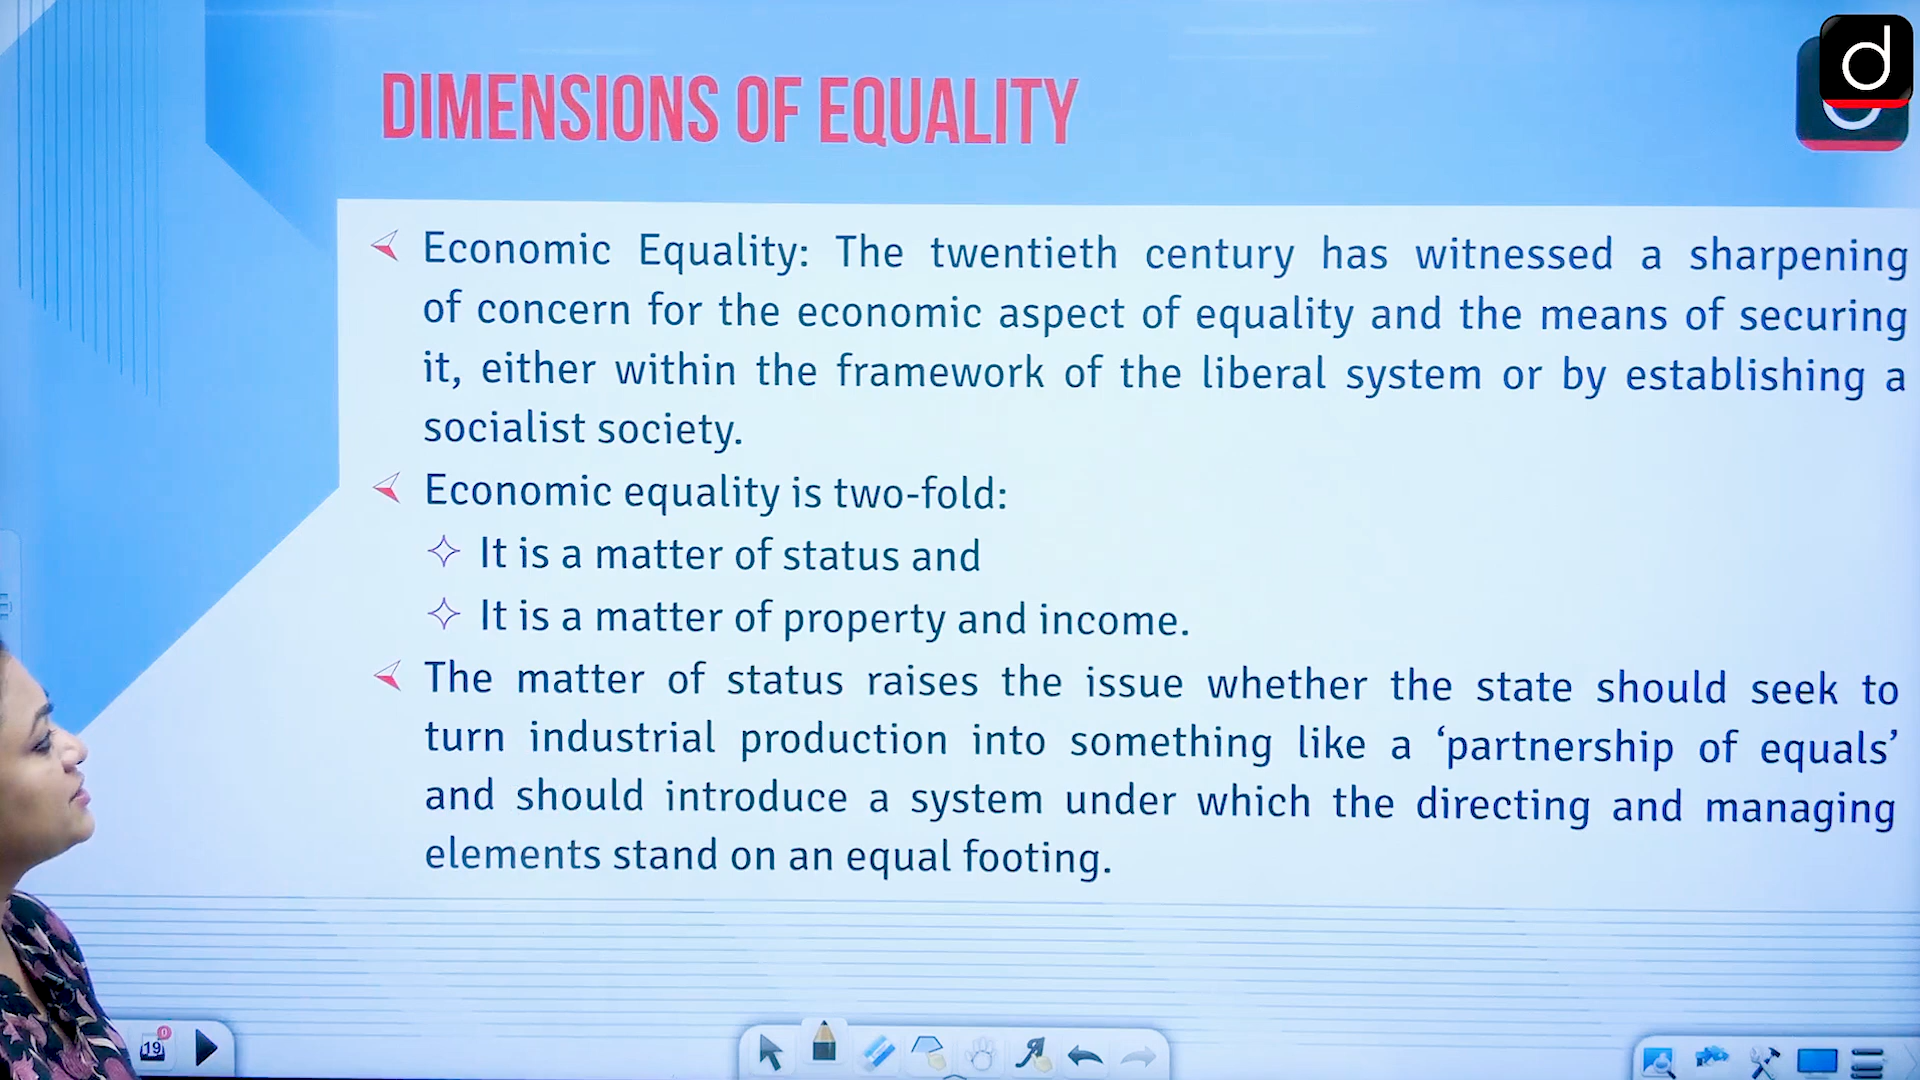 DIMENSIONS OF EQUALITY
Economic Equality: The twentieth century has witnessed a sharpening
of concern for the economic aspect of equality and the means of securing
it, either within the framework of the liberal system or by establishing a
socialist society.
Economic equality is two-fold:
It is a matter of status and
It is a matter of property and income.
The matter of status raises the issue whether the state should seek to
turn industrial production into something like a ‘partnership of equals’
and should introduce a system under which the directing and managing
elements stand on an equal footing.
d
0
19